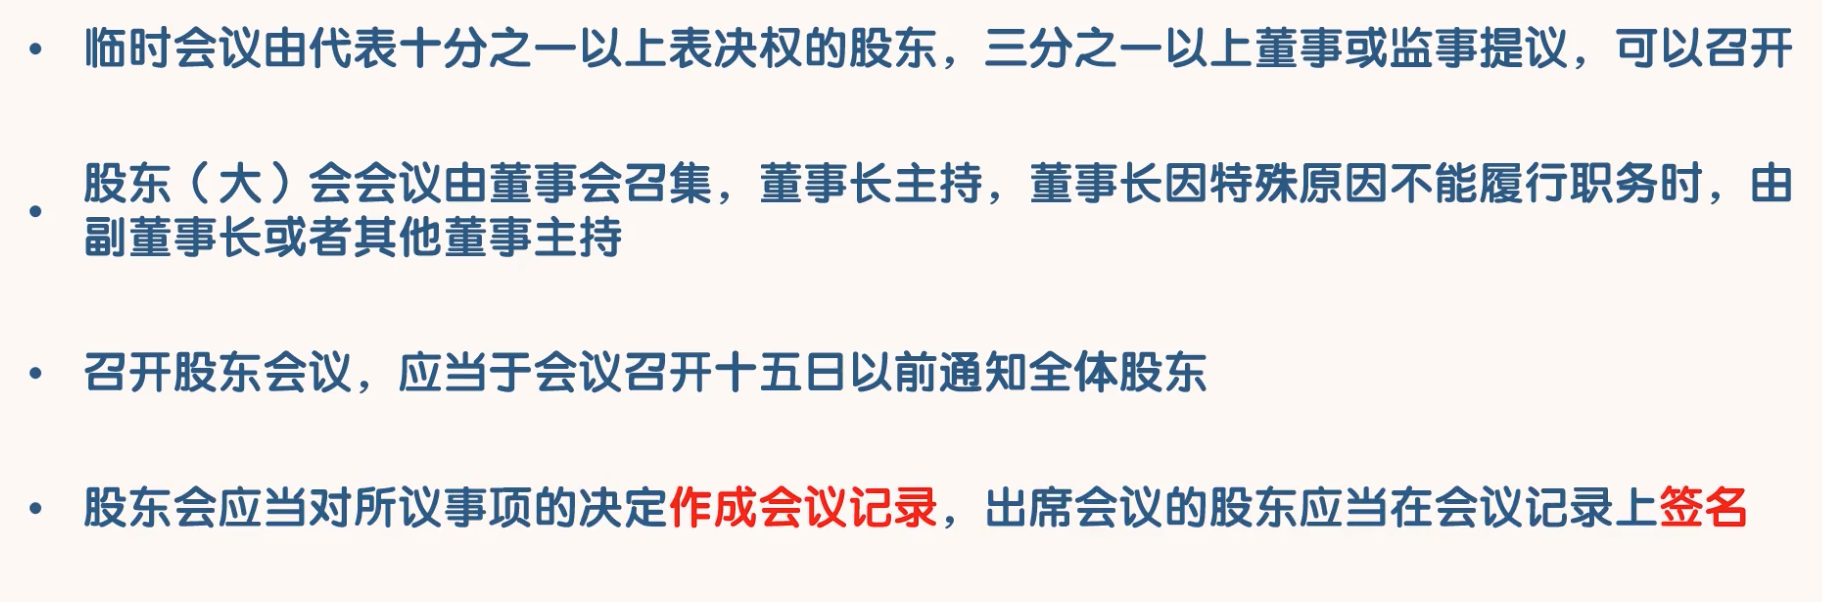 • 临时会议由代表十分之一以上表决权的股东，三分之一以上董事或监事提议，可以召开
• 股东（大）会会议由董事会召集，董事长主持，董事长因特殊原因不能履行职务时，由
副董事长或者其他董事主持
• 召开股东会议，应当于会议召开十五日以前通知全体股东
• 股东会应当对所议事项的决定作成会议记录，出席会议的股东应当在会议记录上签名